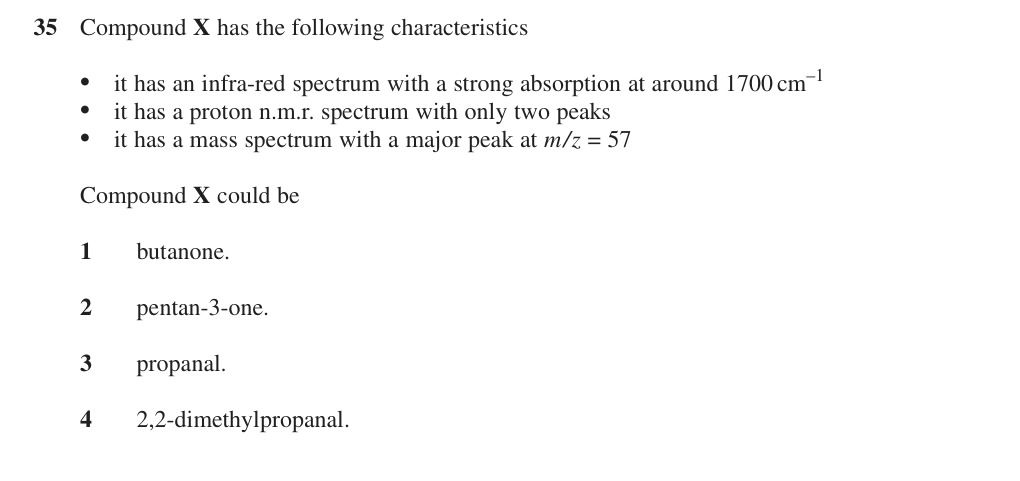 35 Compound X has the following characteristics
• it has an infra-red spectrum with a strong absorption at around 1700 cm⁻¹
• it has a proton n.m.r. spectrum with only two peaks
• it has a mass spectrum with a major peak at m/z = 57
Compound X could be
1 butanone.
2 pentan-3-one.
3 propanal.
4 2,2-dimethylpropanal.